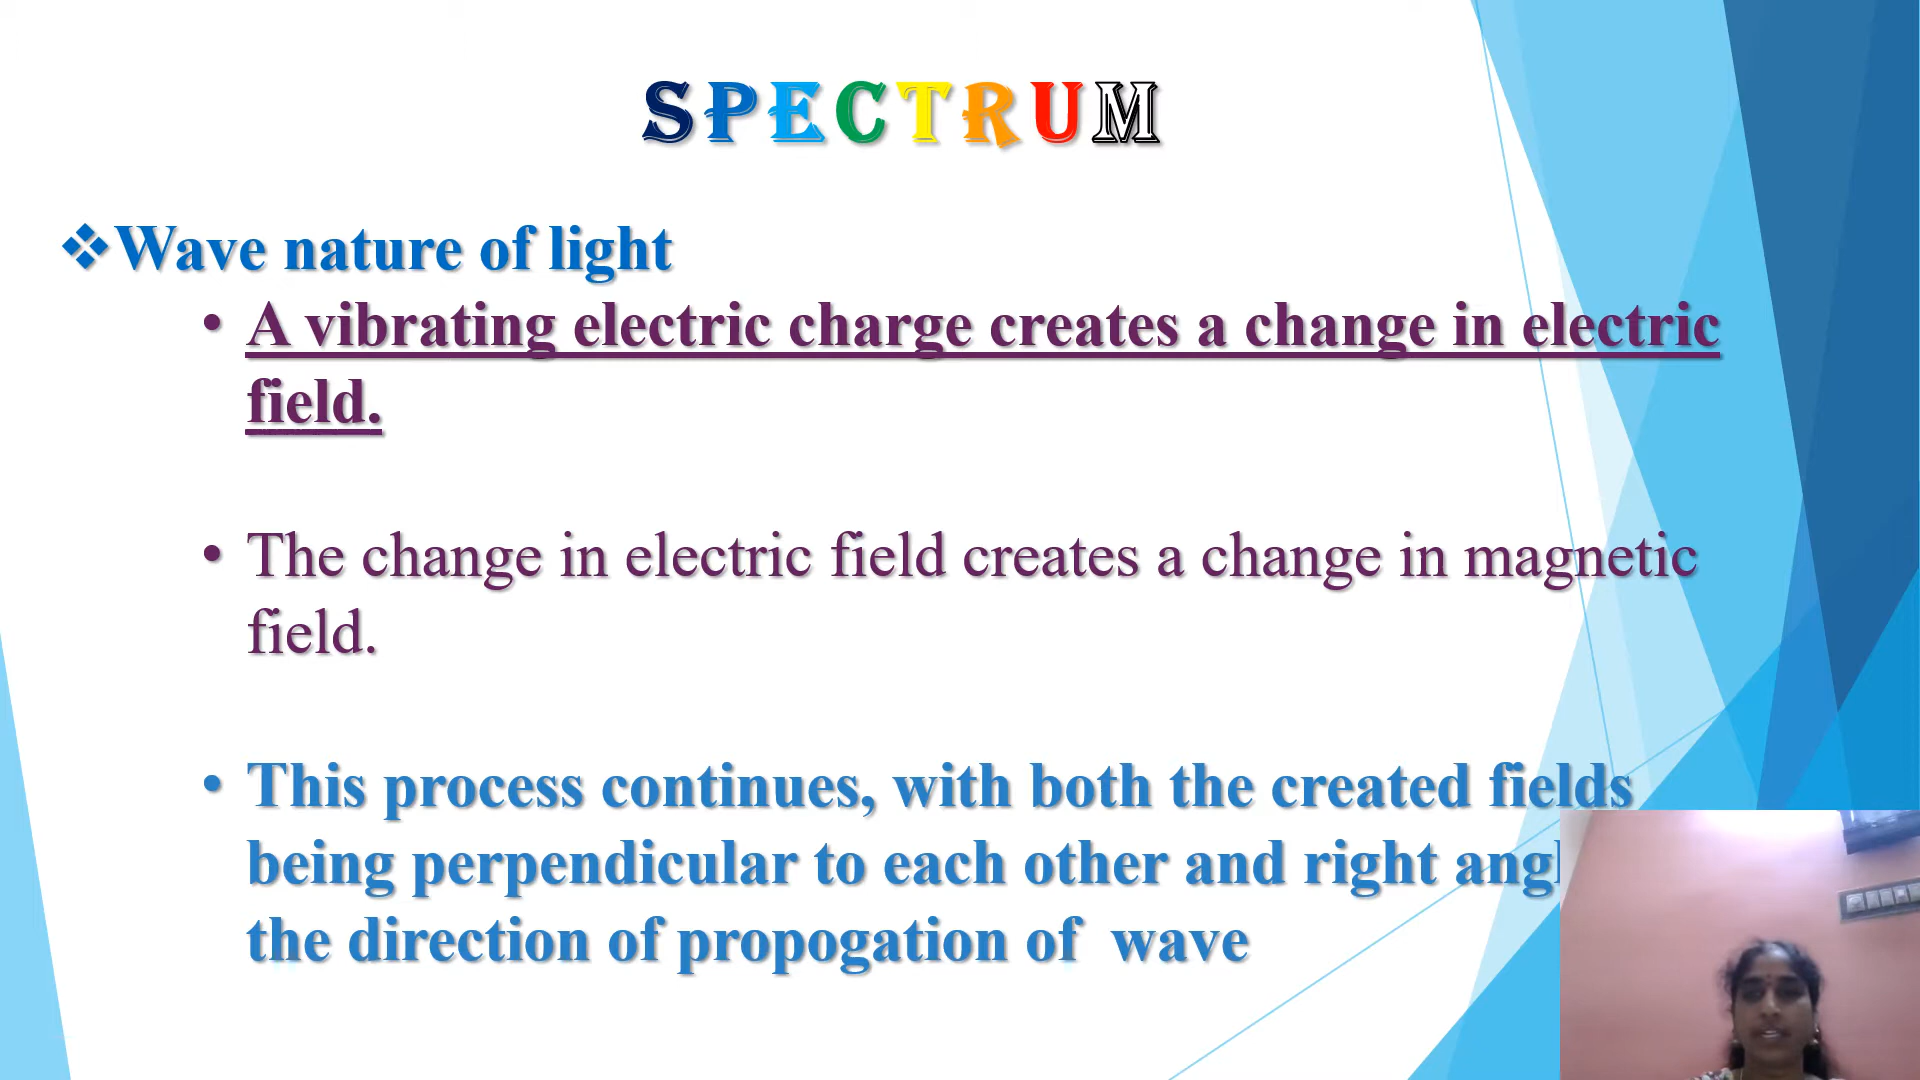 SPECTRUM
❖Wave nature of light
• A vibrating electric charge creates a change in electric
field.
• The change in electric field creates a change in magnetic
field.
• This process continues, with both the created fields
being perpendicular to each other and right
the direction of propogation of wave